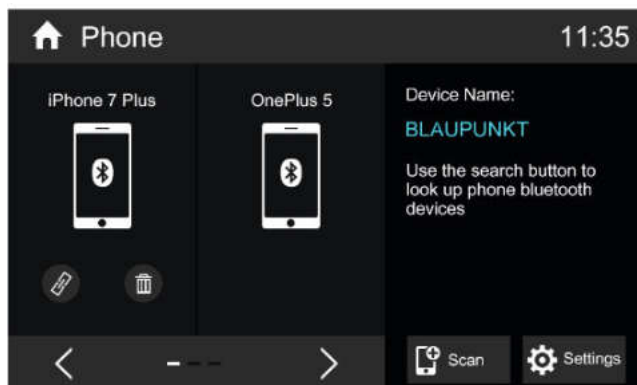 Phone
11:35
iPhone 7 Plus
OnePlus 5
Device Name:
BLAUPUNKT
Use the search button to
look up phone bluetooth
devices
Scan
Settings